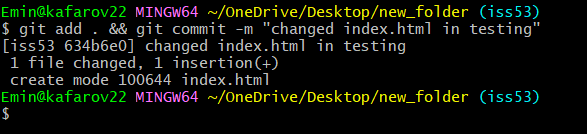 Emin@kafarov22 MINGW64 ~/OneDrive/Desktop/new_folder (iss53)
$ git add . && git commit -m "changed index.html in testing"
[iss53 634b6e0] changed index.html in testing
 1 file changed, 1 insertion(+)
 create mode 100644 index.html
Emin@kafarov22 MINGW64 ~/OneDrive/Desktop/new_folder (iss53)
$